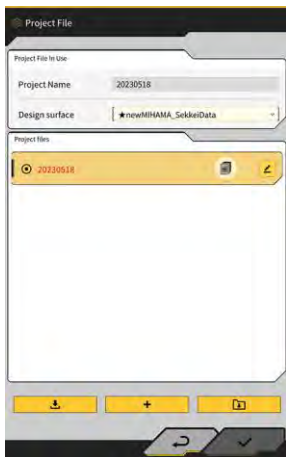 Project File
Project File In Use
Project Name 20230518
Design surface ★newMIHAMA_SekkeiData
Project files
20230518